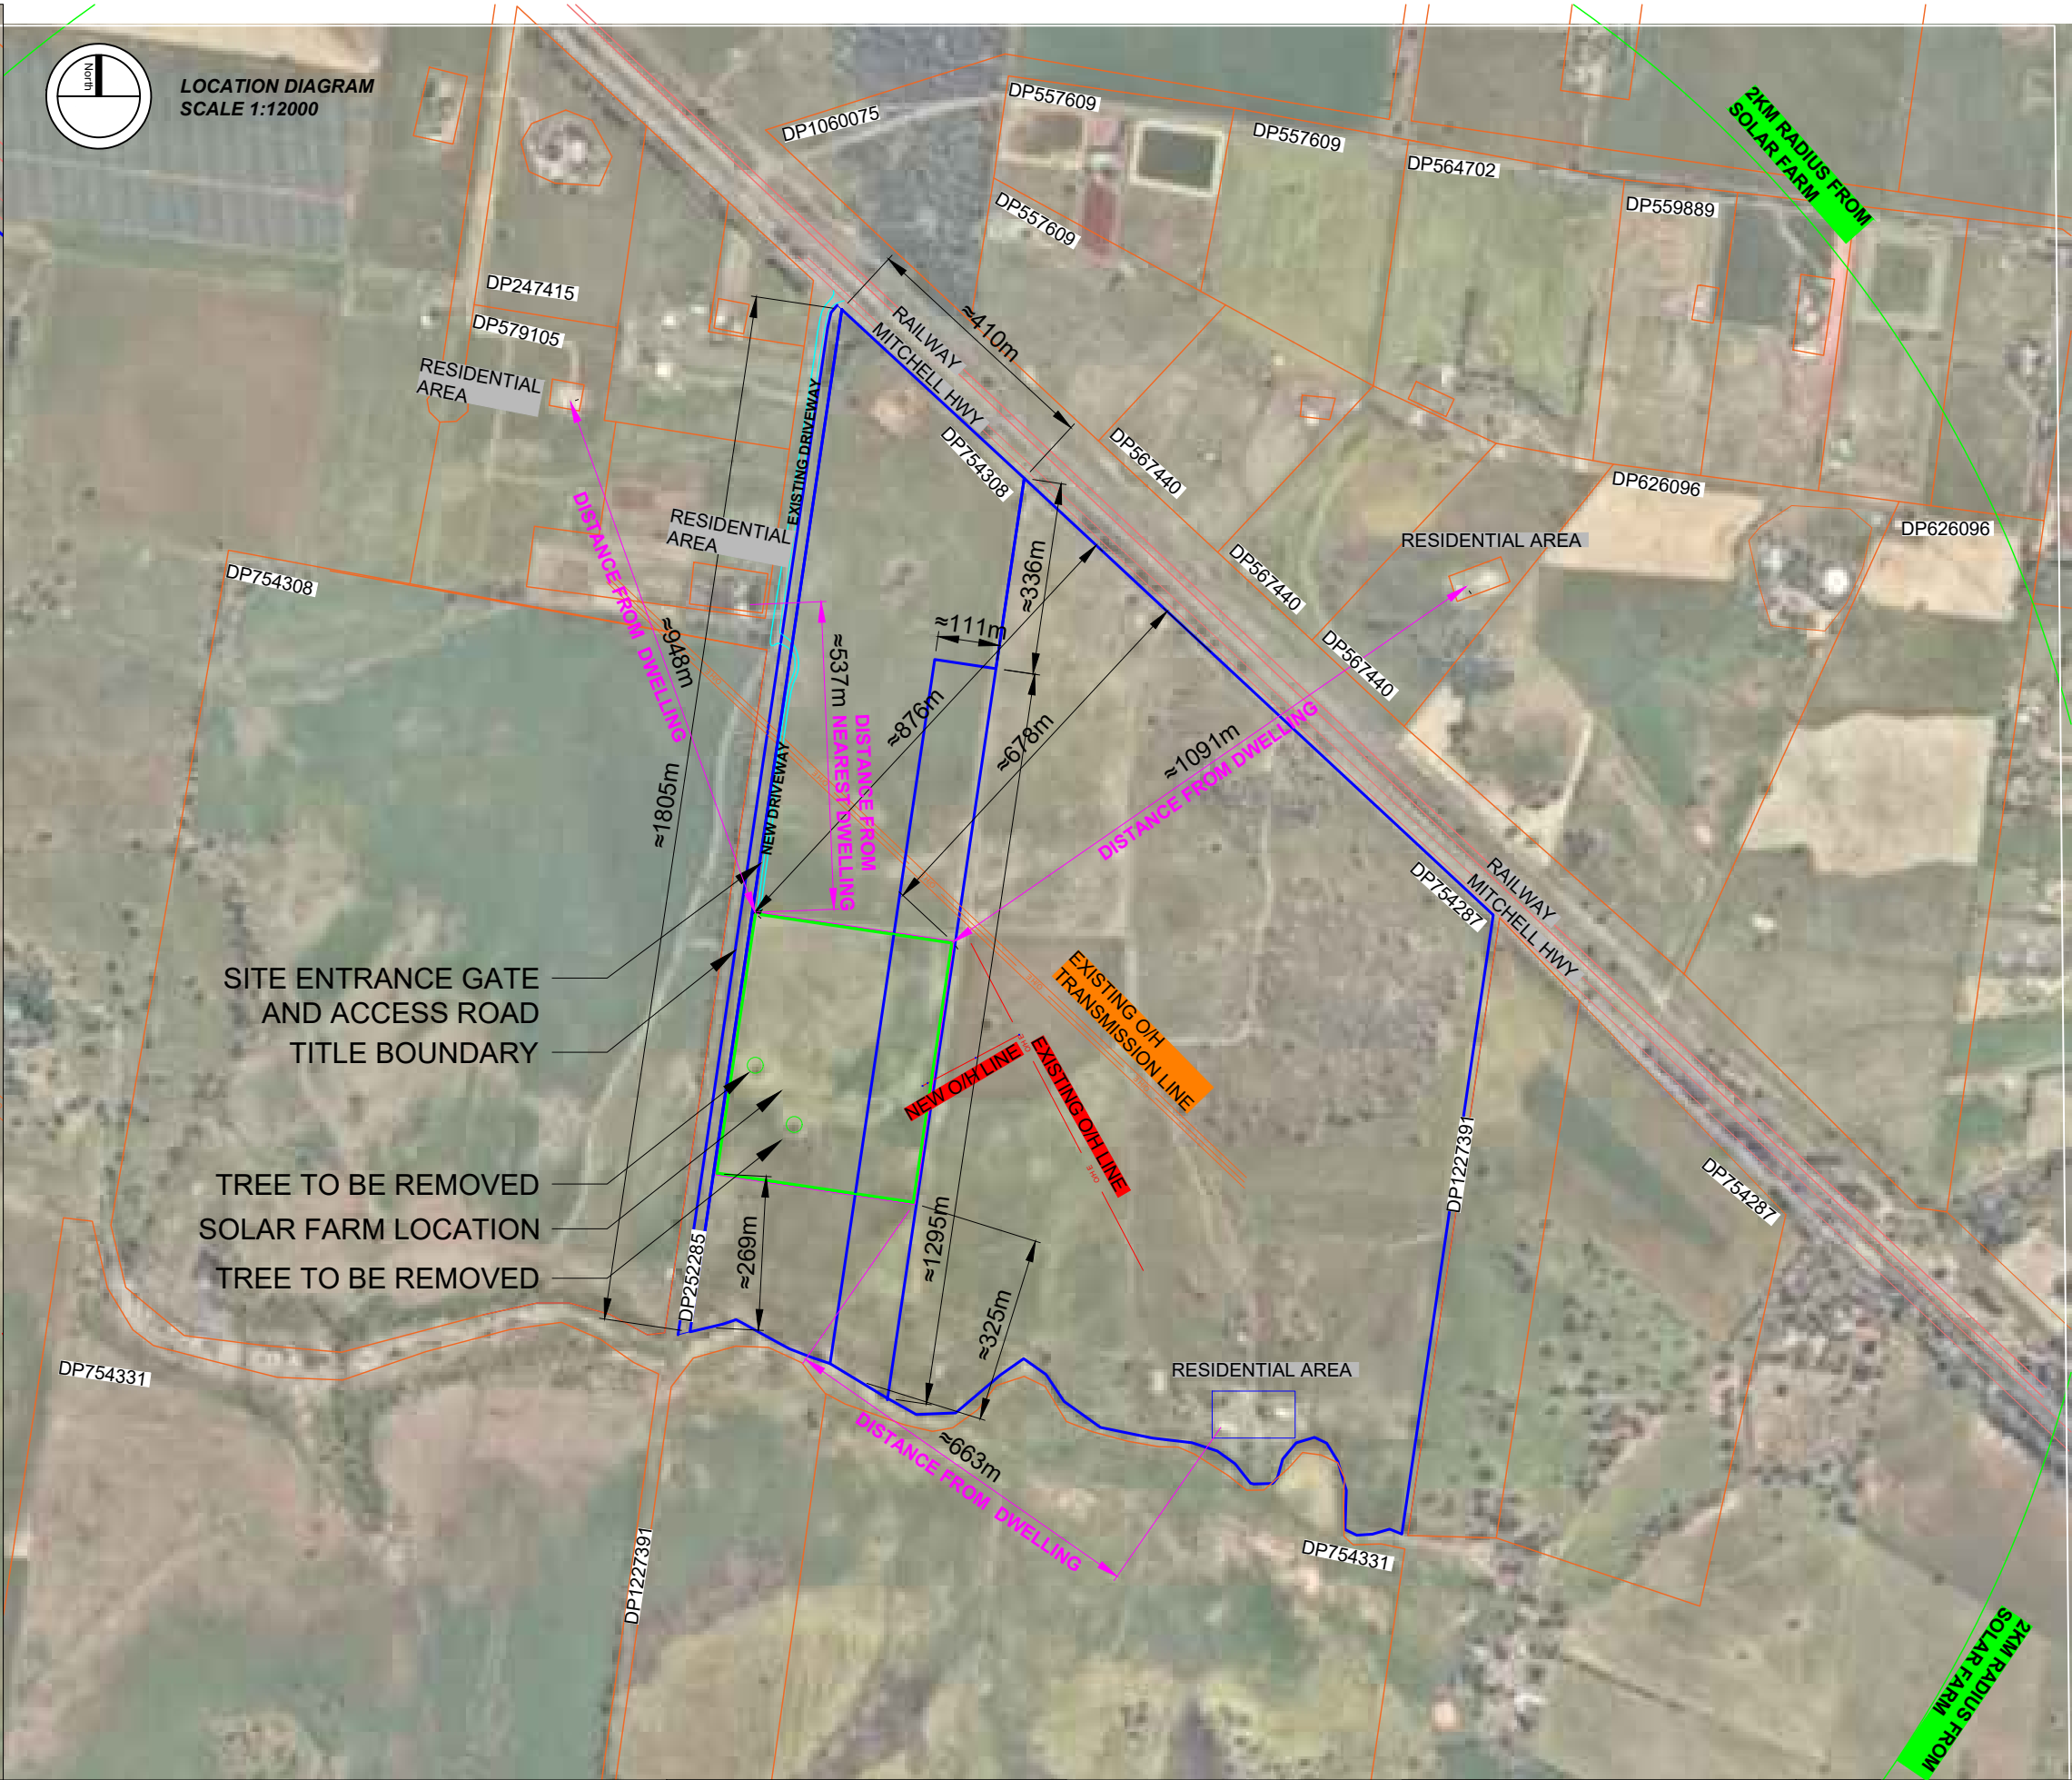 North
LOCATION DIAGRAM
SCALE 1:12000
DP1060075
DP557609
DP557609
DP564702
DP557609
DP559889
2KM RADIUS FROM
SOLAR FARM
DP247415
DP579105
RESIDENTIAL
AREA
RAILWAY
MITCHELL HWY
≈410m
DP754308
DP567440
DP626096
DP626096
EXISTING DRIVEWAY
RESIDENTIAL
AREA
RESIDENTIAL AREA
DP754308
DISTANCE FROM DWELLING
≈948m
≈336m
≈111m
DP567440
DP567440
≈537m
DISTANCE FROM
NEAREST DWELLING
≈876m
≈678m
≈1091m
DISTANCE FROM DWELLING
≈1805m
NEW DRIVEWAY
RAILWAY
MITCHELL HWY
DP754287
SITE ENTRANCE GATE
AND ACCESS ROAD
TITLE BOUNDARY
EXISTING O/H
TRANSMISSION LINE
NEW O/H LINE
EXISTING O/H LINE
TREE TO BE REMOVED
SOLAR FARM LOCATION
TREE TO BE REMOVED
DP1227391
DP754287
≈269m
≈1295m
≈325m
DP252285
DP754331
RESIDENTIAL AREA
≈663m
DISTANCE FROM DWELLING
DP1227391
DP754331
2KM RADIUS FROM
SOLAR FARM